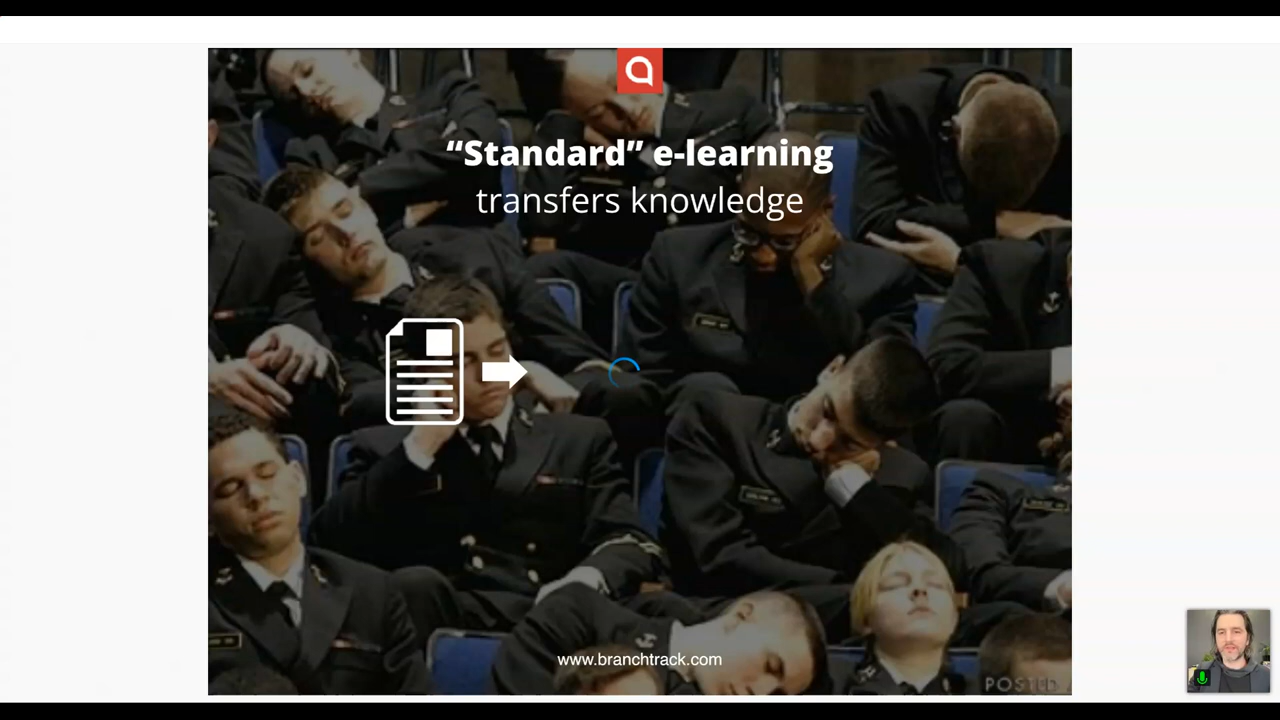 “Standard” e-learning
transfers knowledge
www.branchtrack.com
POSTED